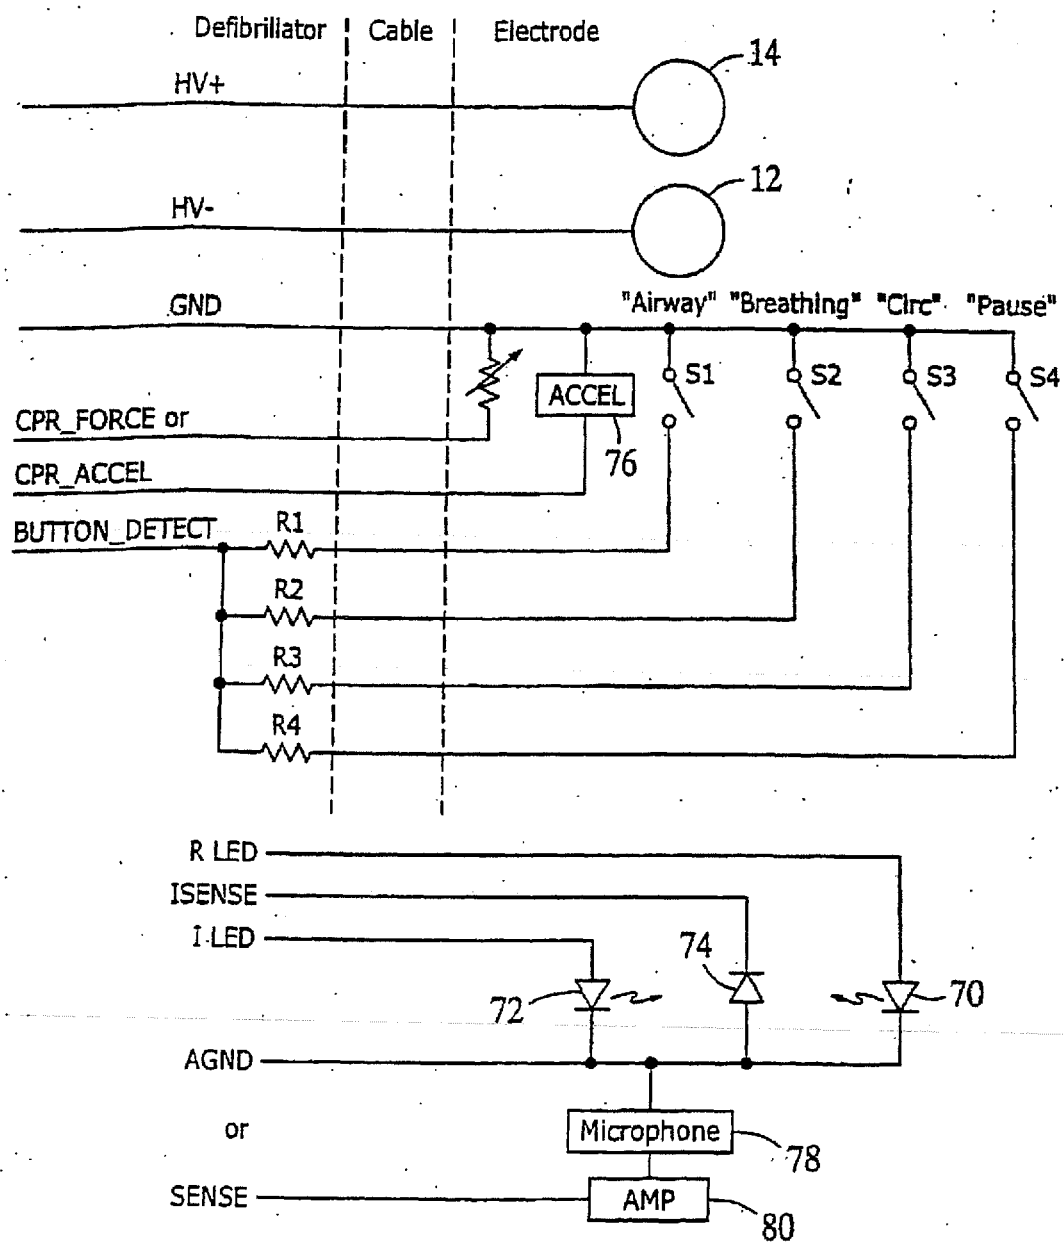 Defibrillator Cable Electrode
14
HV+
12
HV-
GND
"Airway" "Breathing" "Circ" "Pause"
S1 S2 S3 S4
ACCEL
CPR_FORCE or
76
CPR_ACCEL
BUTTON_DETECT
R1
R2
R3
R4
R LED
ISENSE
I LED
74
72
70
AGND
or
Microphone
78
SENSE
AMP
80